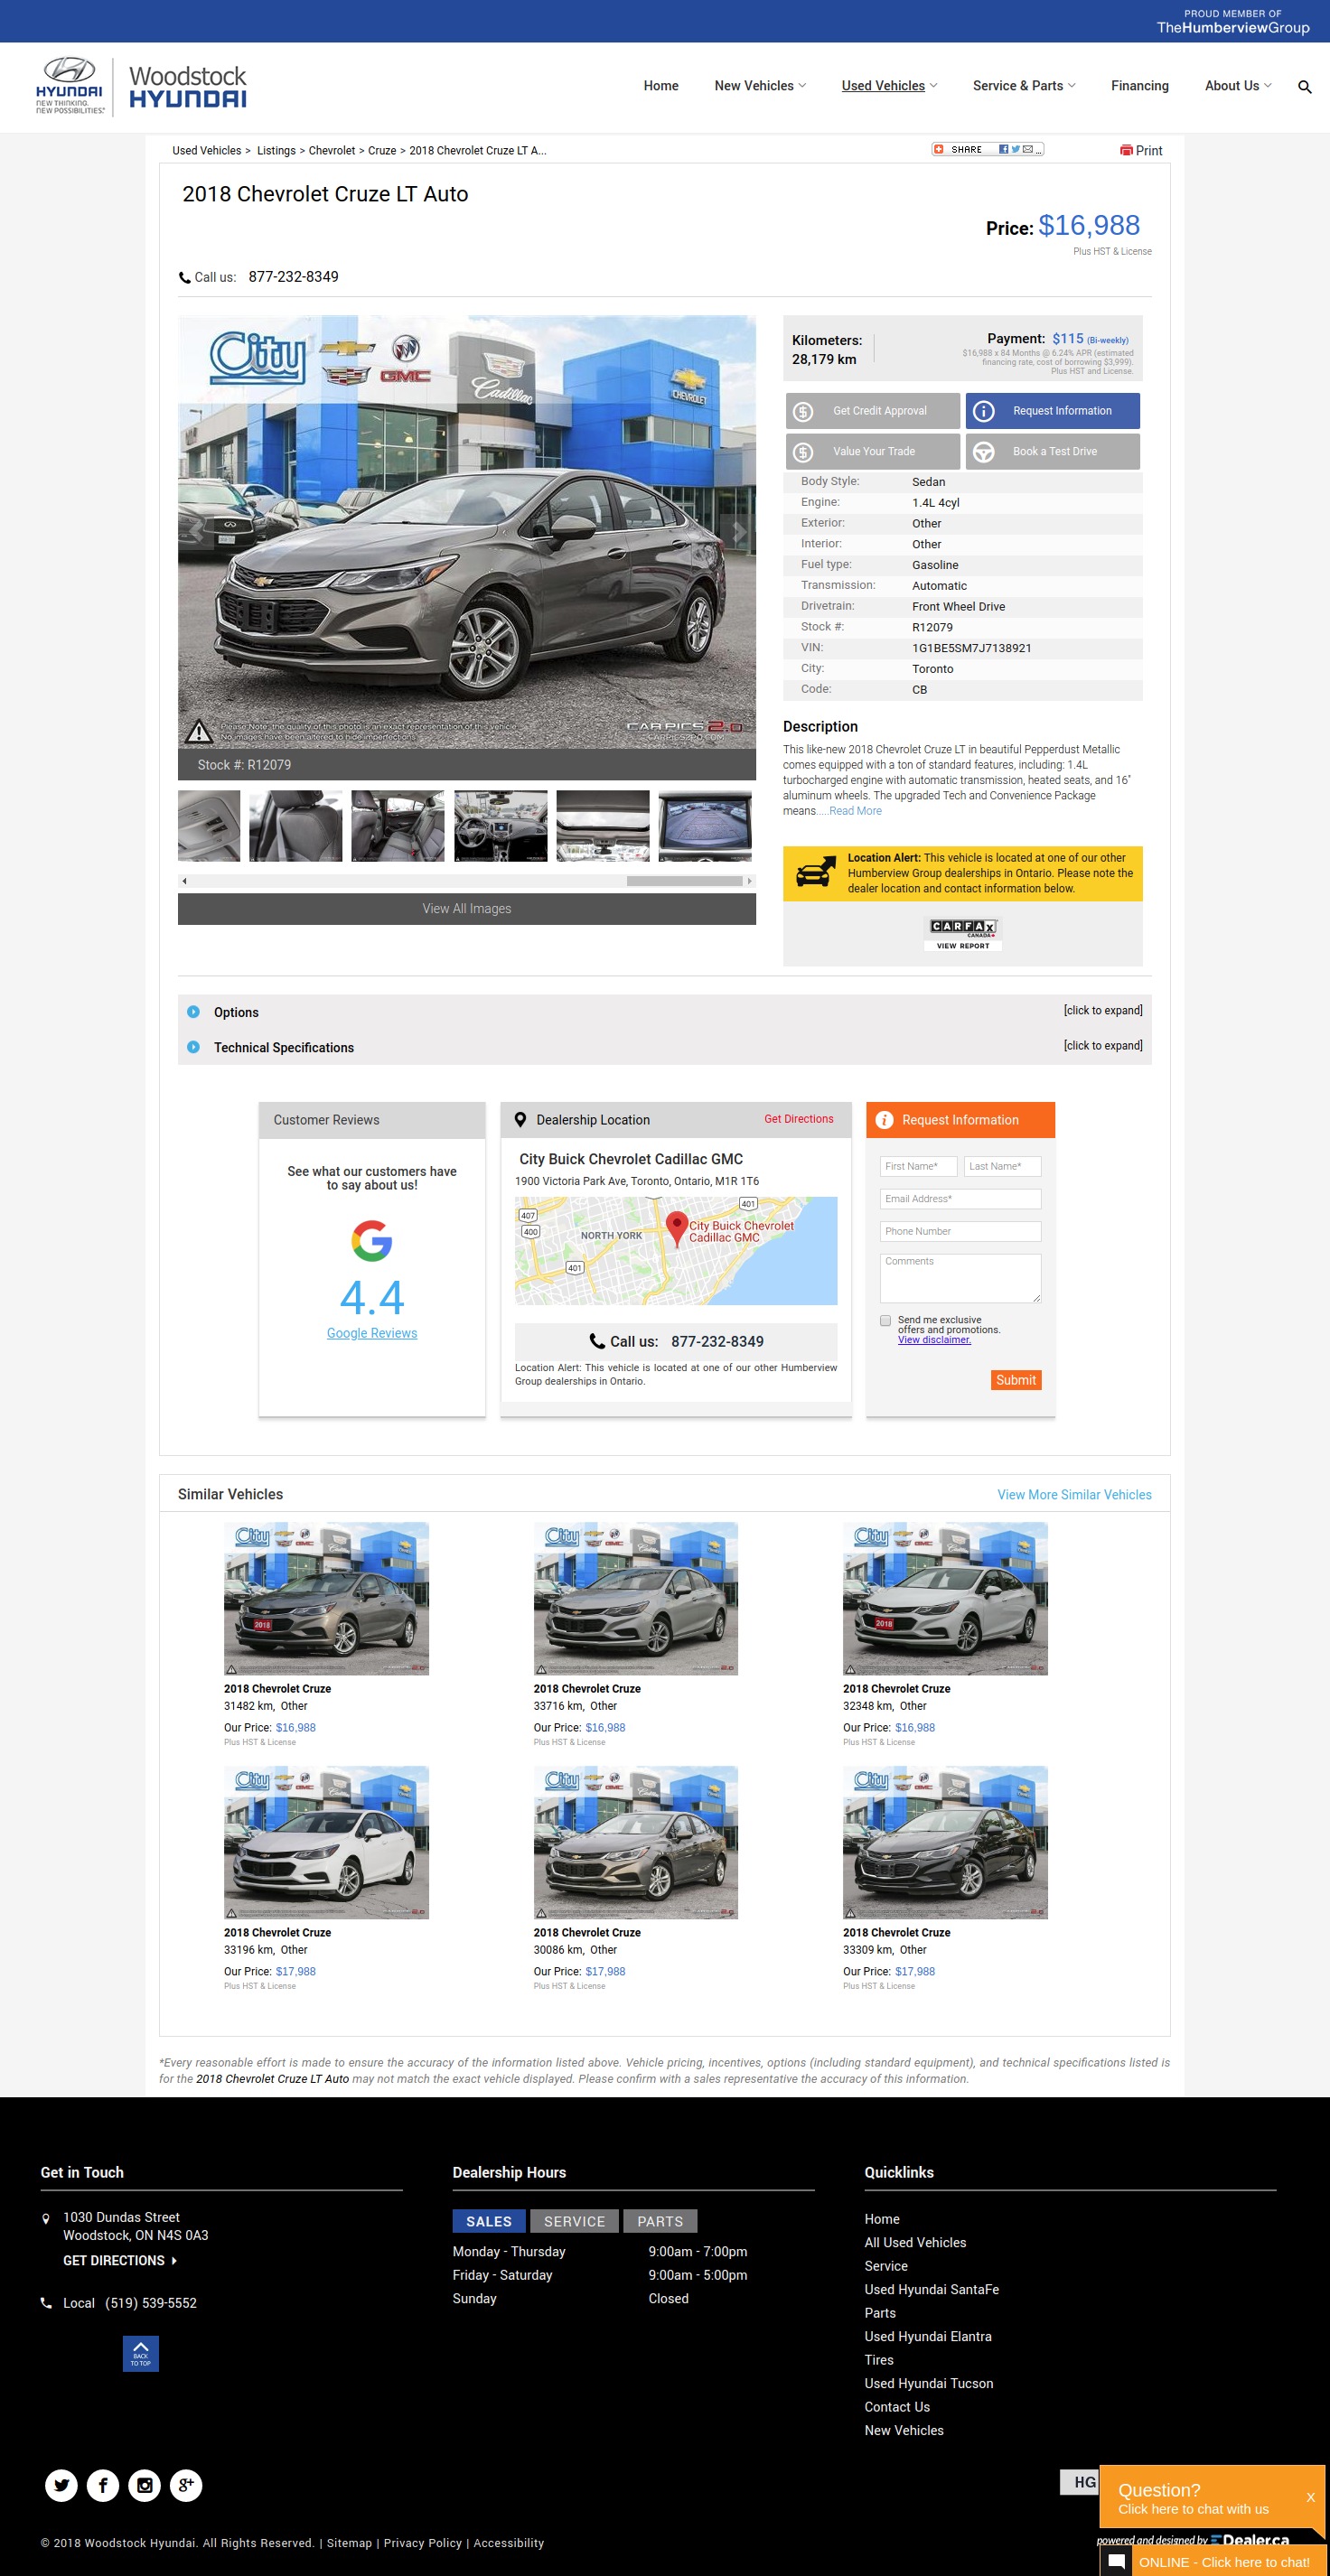 PROUD MEMBER OF
TheHumberviewGroup
HYUNDAI
NEW THINKING.
NEW POSSIBILITIES.
Woodstock
HYUNDAI
Home New Vehicles Used Vehicles Service & Parts Financing About Us
Used Vehicles > Listings > Chevrolet > Cruze > 2018 Chevrolet Cruze LT A...
SHARE ...
Print
2018 Chevrolet Cruze LT Auto
Price: $16,988
Plus HST & License
Call us: 877-232-8349
City
GMC
Cadillac
CHEVROLET
Please Note, the quality of this photo is an exact representation of this vehicle.
No images have been altered to hide imperfections.
CARPICS 2.0
CARPICS2PO.COM
Stock #: R12079
View All Images
Kilometers:
28,179 km
Payment: $115 (Bi-weekly)
$16,988 x 84 Months @ 6.24% APR (estimated
financing rate, cost of borrowing $3,999).
Plus HST and License.
Get Credit Approval
Request Information
Value Your Trade
Book a Test Drive
Body Style: Sedan
Engine: 1.4L 4cyl
Exterior: Other
Interior: Other
Fuel type: Gasoline
Transmission: Automatic
Drivetrain: Front Wheel Drive
Stock #: R12079
VIN: 1G1BE5SM7J7138921
City: Toronto
Code: CB
Description
This like-new 2018 Chevrolet Cruze LT in beautiful Pepperdust Metallic
comes equipped with a ton of standard features, including: 1.4L
turbocharged engine with automatic transmission, heated seats, and 16"
aluminum wheels. The upgraded Tech and Convenience Package
means.....Read More
Location Alert: This vehicle is located at one of our other
Humberview Group dealerships in Ontario. Please note the
dealer location and contact information below.
CARFAX
CANADA
VIEW REPORT
Options [click to expand]
Technical Specifications [click to expand]
Customer Reviews
See what our customers have
to say about us!
4.4
Google Reviews
Dealership Location Get Directions
City Buick Chevrolet Cadillac GMC
1900 Victoria Park Ave, Toronto, Ontario, M1R 1T6
407
400
401
NORTH YORK
401
City Buick Chevrolet
Cadillac GMC
Call us: 877-232-8349
Location Alert: This vehicle is located at one of our other Humberview
Group dealerships in Ontario.
Request Information
First Name*
Last Name*
Email Address*
Phone Number
Comments
Send me exclusive
offers and promotions.
View disclaimer.
Submit
Similar Vehicles View More Similar Vehicles
City
2018
City
City
2018
2018 Chevrolet Cruze
31482 km, Other
Our Price: $16,988
Plus HST & License
2018 Chevrolet Cruze
33716 km, Other
Our Price: $16,988
Plus HST & License
2018 Chevrolet Cruze
32348 km, Other
Our Price: $16,988
Plus HST & License
City
City
City
2018 Chevrolet Cruze
33196 km, Other
Our Price: $17,988
Plus HST & License
2018 Chevrolet Cruze
30086 km, Other
Our Price: $17,988
Plus HST & License
2018 Chevrolet Cruze
33309 km, Other
Our Price: $17,988
Plus HST & License
*Every reasonable effort is made to ensure the accuracy of the information listed above. Vehicle pricing, incentives, options (including standard equipment), and technical specifications listed is
for the 2018 Chevrolet Cruze LT Auto may not match the exact vehicle displayed. Please confirm with a sales representative the accuracy of this information.
Get in Touch
1030 Dundas Street
Woodstock, ON N4S 0A3
GET DIRECTIONS
Local (519) 539-5552
BACK
TO TOP
Dealership Hours
SALES SERVICE PARTS
Monday - Thursday 9:00am - 7:00pm
Friday - Saturday 9:00am - 5:00pm
Sunday Closed
Quicklinks
Home
All Used Vehicles
Service
Used Hyundai SantaFe
Parts
Used Hyundai Elantra
Tires
Used Hyundai Tucson
Contact Us
New Vehicles
HG
Question?
Click here to chat with us
X
powered and designed by EDealer.ca
ONLINE - Click here to chat!
© 2018 Woodstock Hyundai. All Rights Reserved. | Sitemap | Privacy Policy | Accessibility